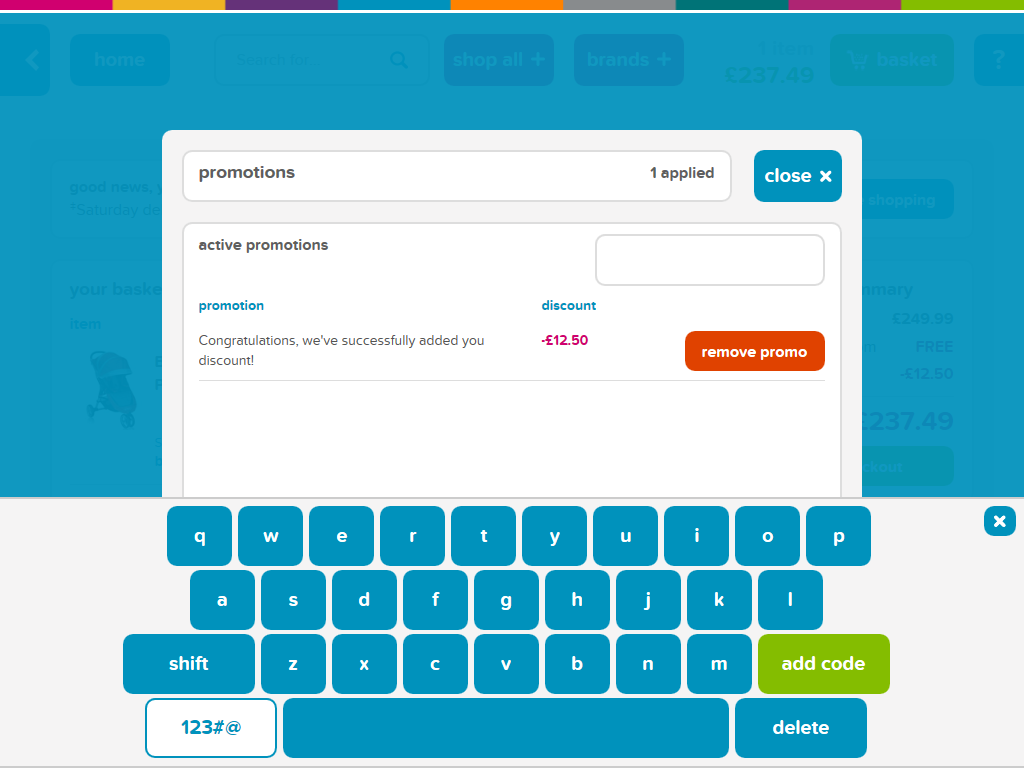 home
Search for...
shop all +
brands +
1 item
£237.49
basket
?
promotions
1 applied
close ×
good news, y
*Saturday de
shopping
active promotions
your baske
mmary
promotion
discount
item
£249.99
Congratulations, we've successfully added you
discount!
-£12.50
remove promo
m FREE
-£12.50
£237.49
ckout
q w e r t y u i o p
a s d f g h j k l
shift z x c v b n m add code
123#@ delete